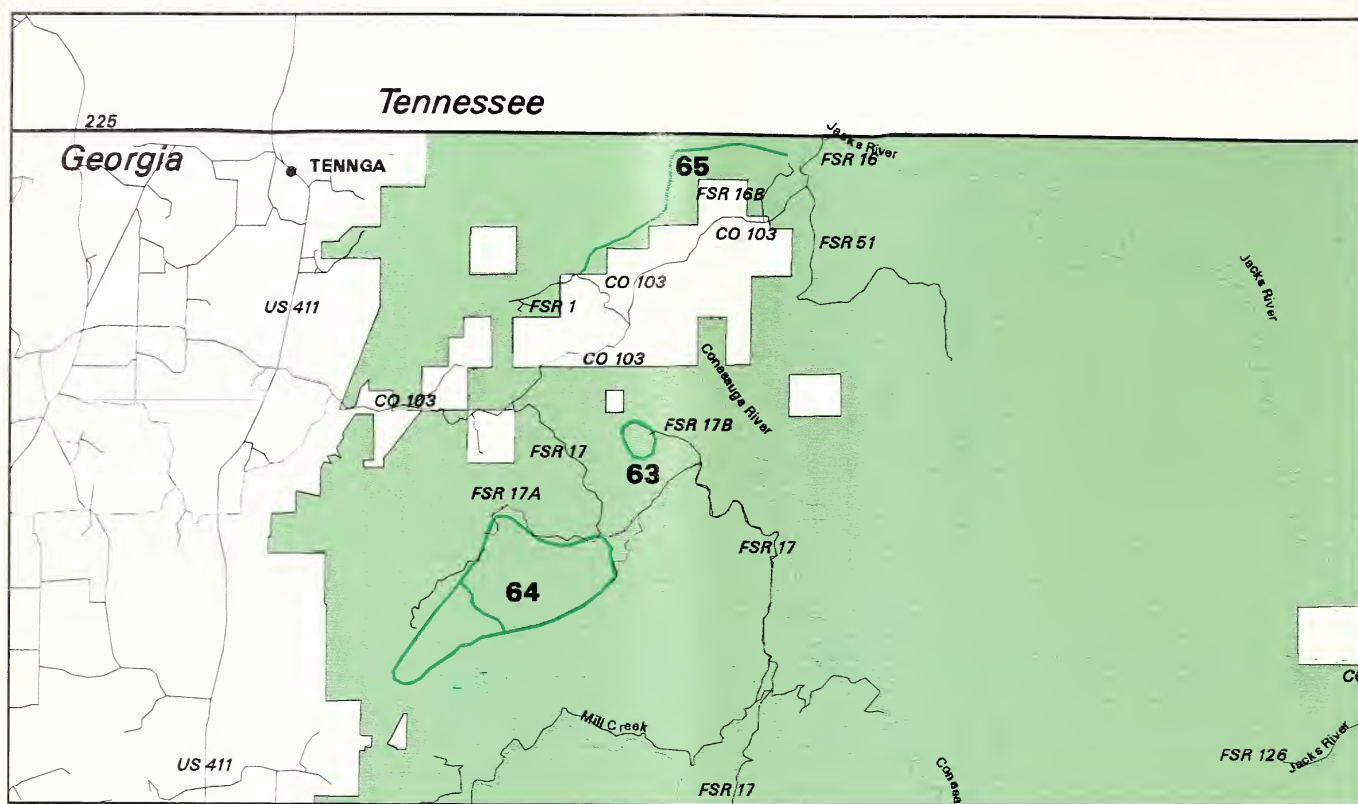 Tennessee
225
Georgia
TENNGA
Jacks River
FSR 16
65
FSR 16B
CO 103
FSR 51
US 411
CO 103
FSR 1
Jacks River
CO 103
Conasauga River
CO 103
FSR 17B
FSR 17
63
FSR 17A
FSR 17
64
Mill Creek
US 411
FSR 17
FSR 126
Jacks River